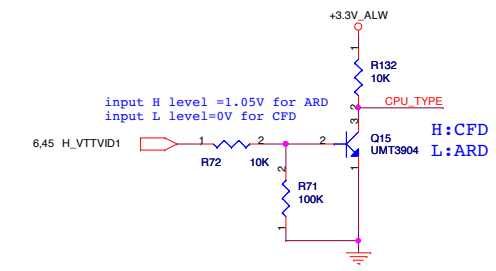 +3.3V_ALW
1
R132
10K
2
CPU_TYPE
input H level =1.05V for ARD
input L level=0V for CFD
3
H:CFD
L:ARD
6,45 H_VTTVID1
1
2
2
Q15
UMT3904
R72
10K
1
2
R71
100K
1